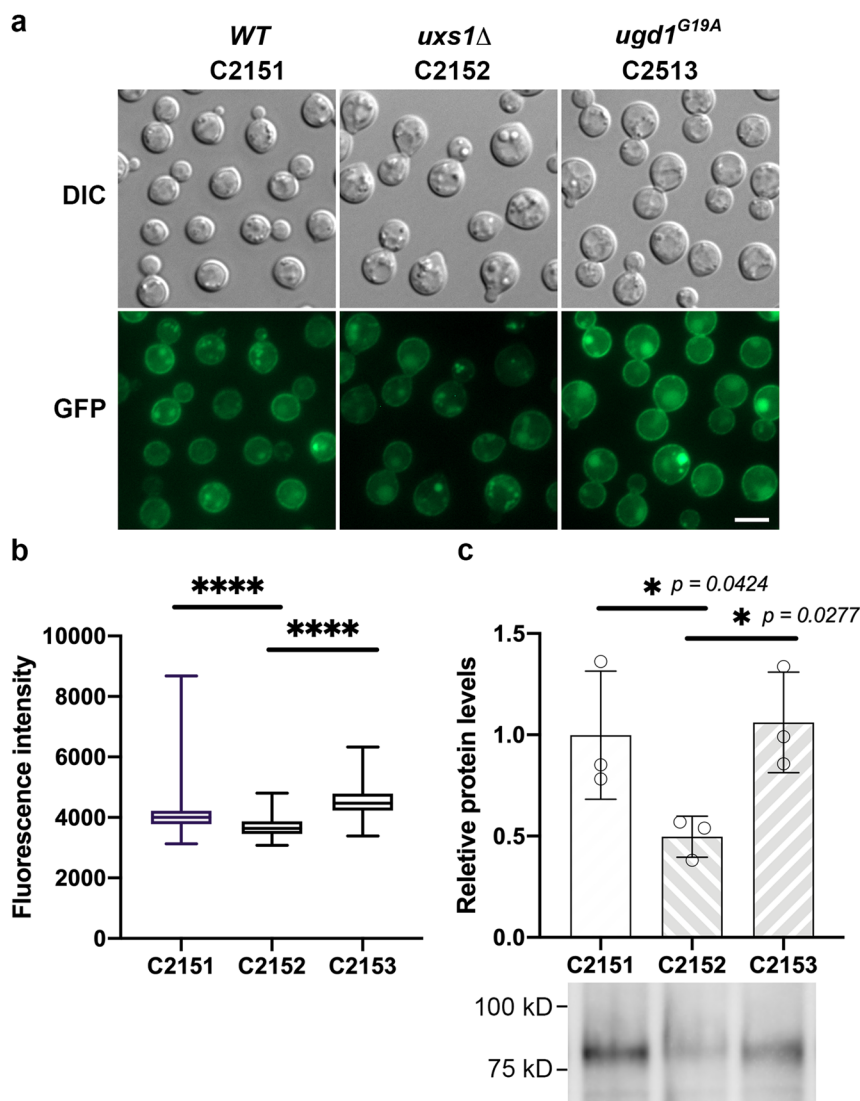 a
WT uxs1Δ ugd1G19A
C2151 C2152 C2513
DIC
GFP
b
****
****
Fluorescence intensity
10000
8000
6000
4000
2000
0
C2151 C2152 C2153
c
* p = 0.0424
* p = 0.0277
Reletive protein levels
1.5
1.0
0.5
0.0
C2151 C2152 C2153
100 kD
75 kD